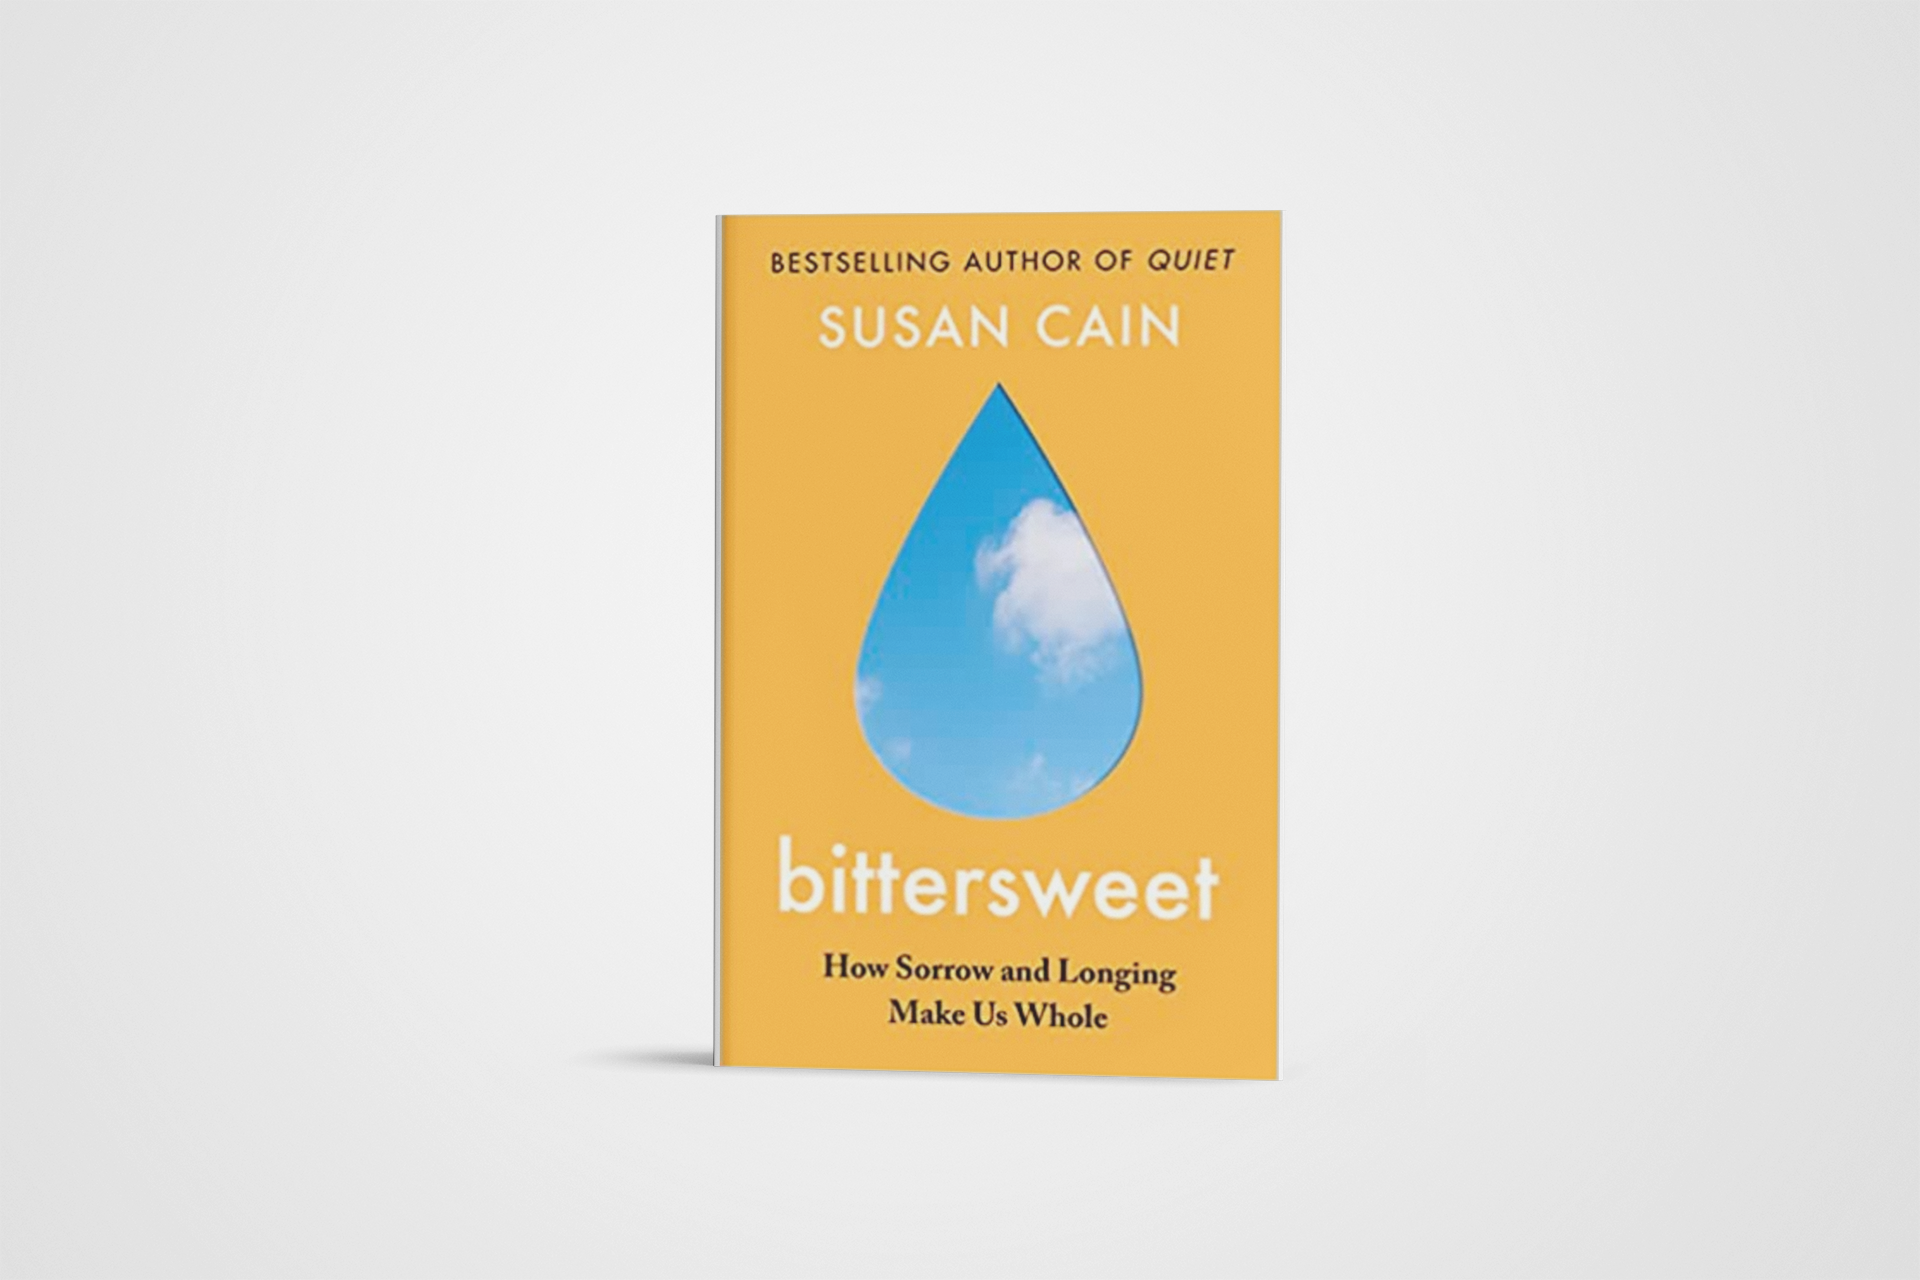 BESTSELLING AUTHOR OF QUIET
SUSAN CAIN
bittersweet
How Sorrow and Longing
Make Us Whole